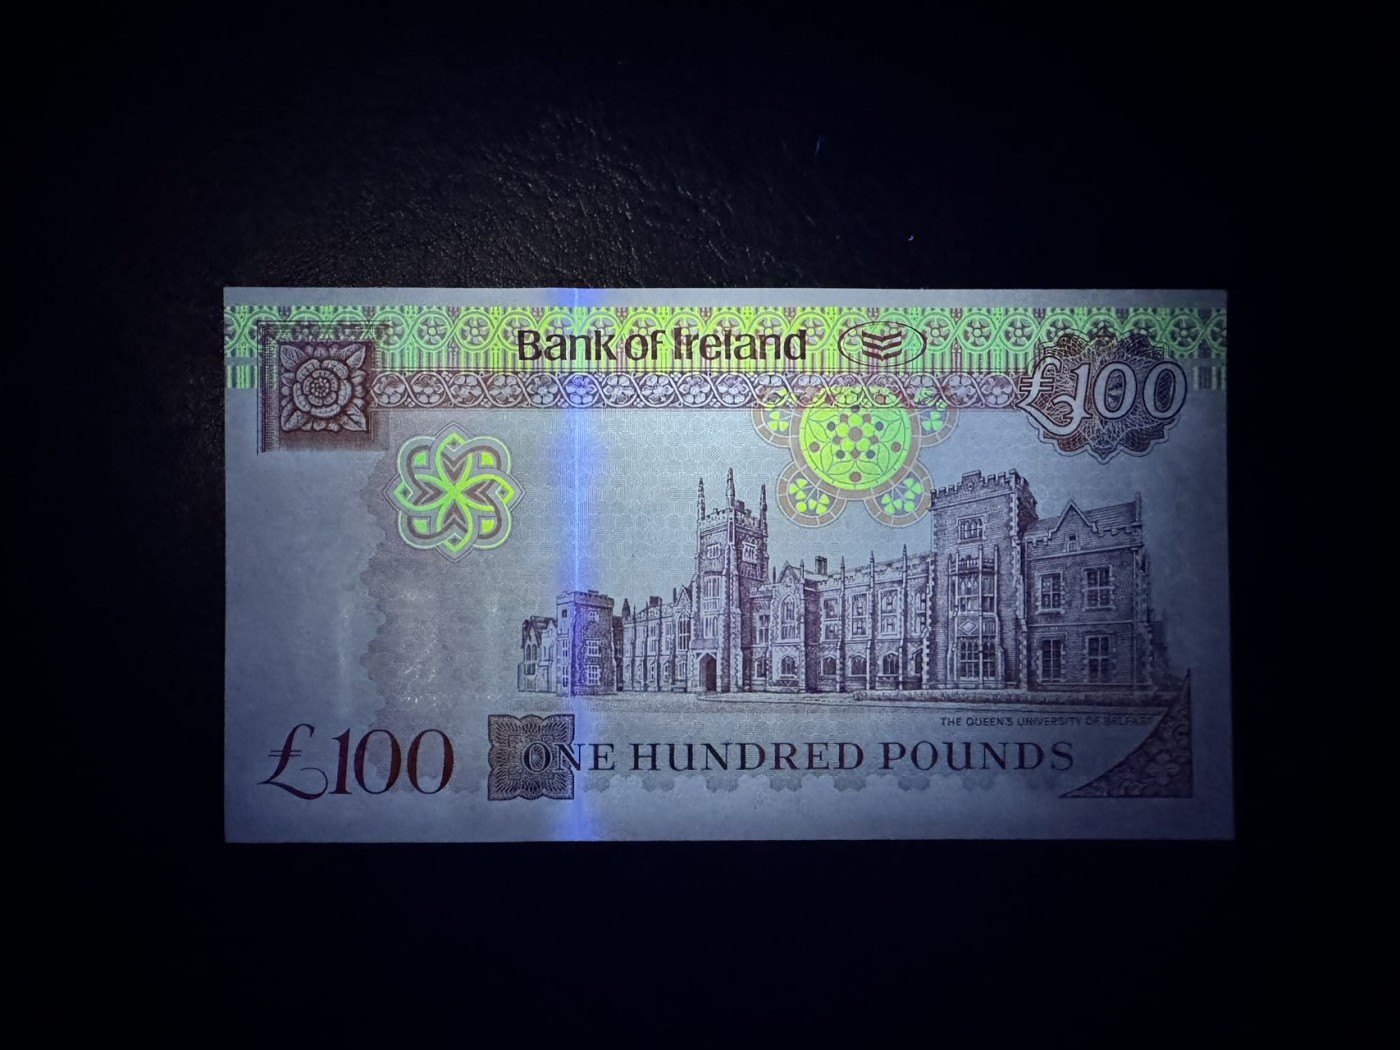 Bank of Ireland
£100
THE QUEEN'S UNIVERSITY OF BELFAST
£100
ONE HUNDRED POUNDS